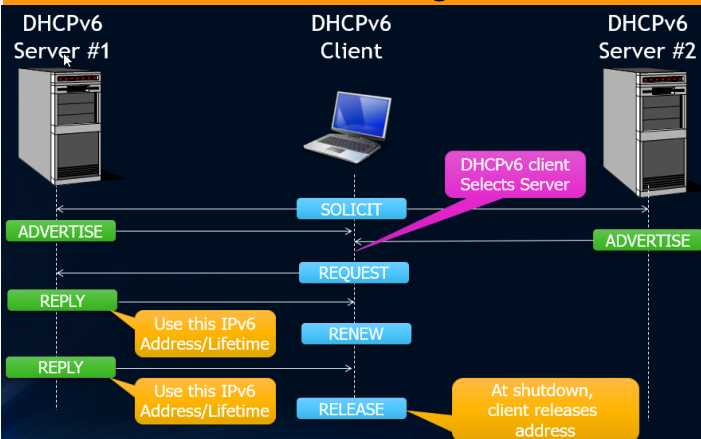 DHCPv6
Server #1
DHCPv6
Client
DHCPv6
Server #2
DHCPv6 client
Selects Server
SOLICIT
ADVERTISE
ADVERTISE
REQUEST
REPLY
Use this IPv6
Address/Lifetime
RENEW
REPLY
Use this IPv6
Address/Lifetime
RELEASE
At shutdown,
client releases
address